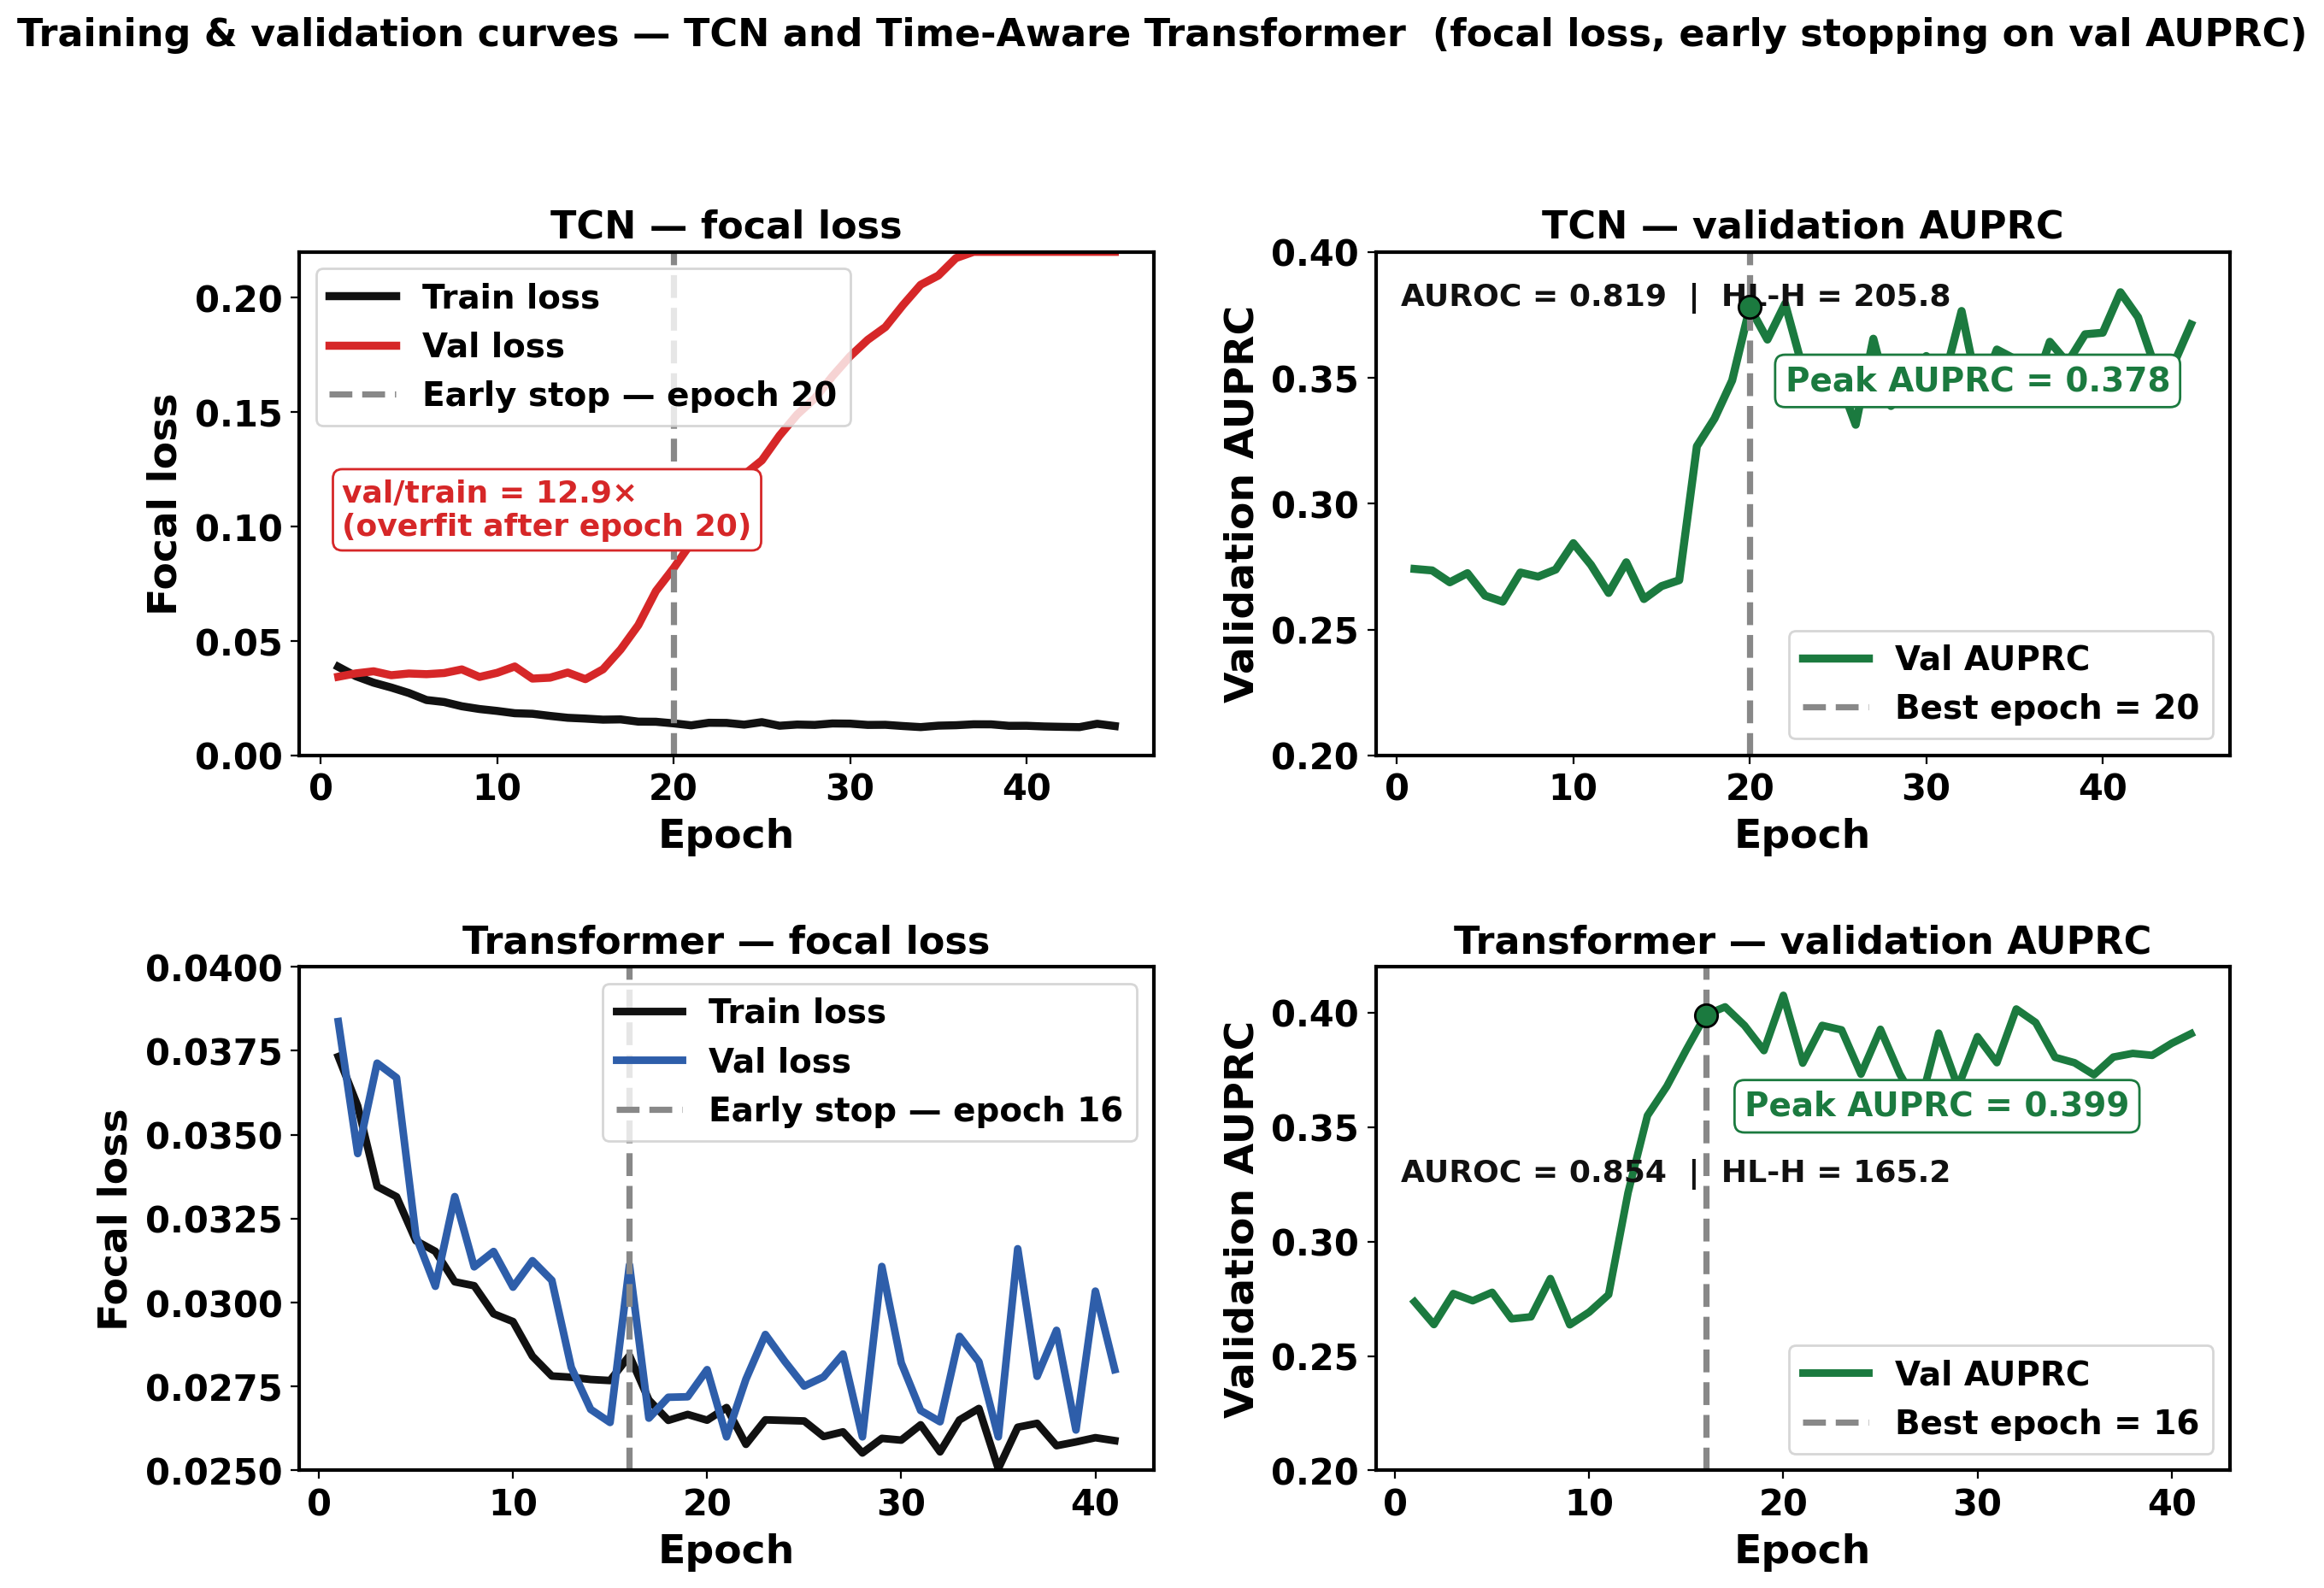 Training & validation curves — TCN and Time-Aware Transformer  (focal loss, early stopping on val AUPRC)
TCN — focal loss
Focal loss
0.20
0.15
0.10
0.05
0.00
Train loss
Val loss
Early stop — epoch 20
val/train = 12.9×
(overfit after epoch 20)
0 10 20 30 40
Epoch
TCN — validation AUPRC
Validation AUPRC
0.40
0.35
0.30
0.25
0.20
AUROC = 0.819  |  HL-H = 205.8
Peak AUPRC = 0.378
Val AUPRC
Best epoch = 20
0 10 20 30 40
Epoch
Transformer — focal loss
Focal loss
0.0400
0.0375
0.0350
0.0325
0.0300
0.0275
0.0250
Train loss
Val loss
Early stop — epoch 16
0 10 20 30 40
Epoch
Transformer — validation AUPRC
Validation AUPRC
0.40
0.35
0.30
0.25
0.20
Peak AUPRC = 0.399
AUROC = 0.854  |  HL-H = 165.2
Val AUPRC
Best epoch = 16
0 10 20 30 40
Epoch